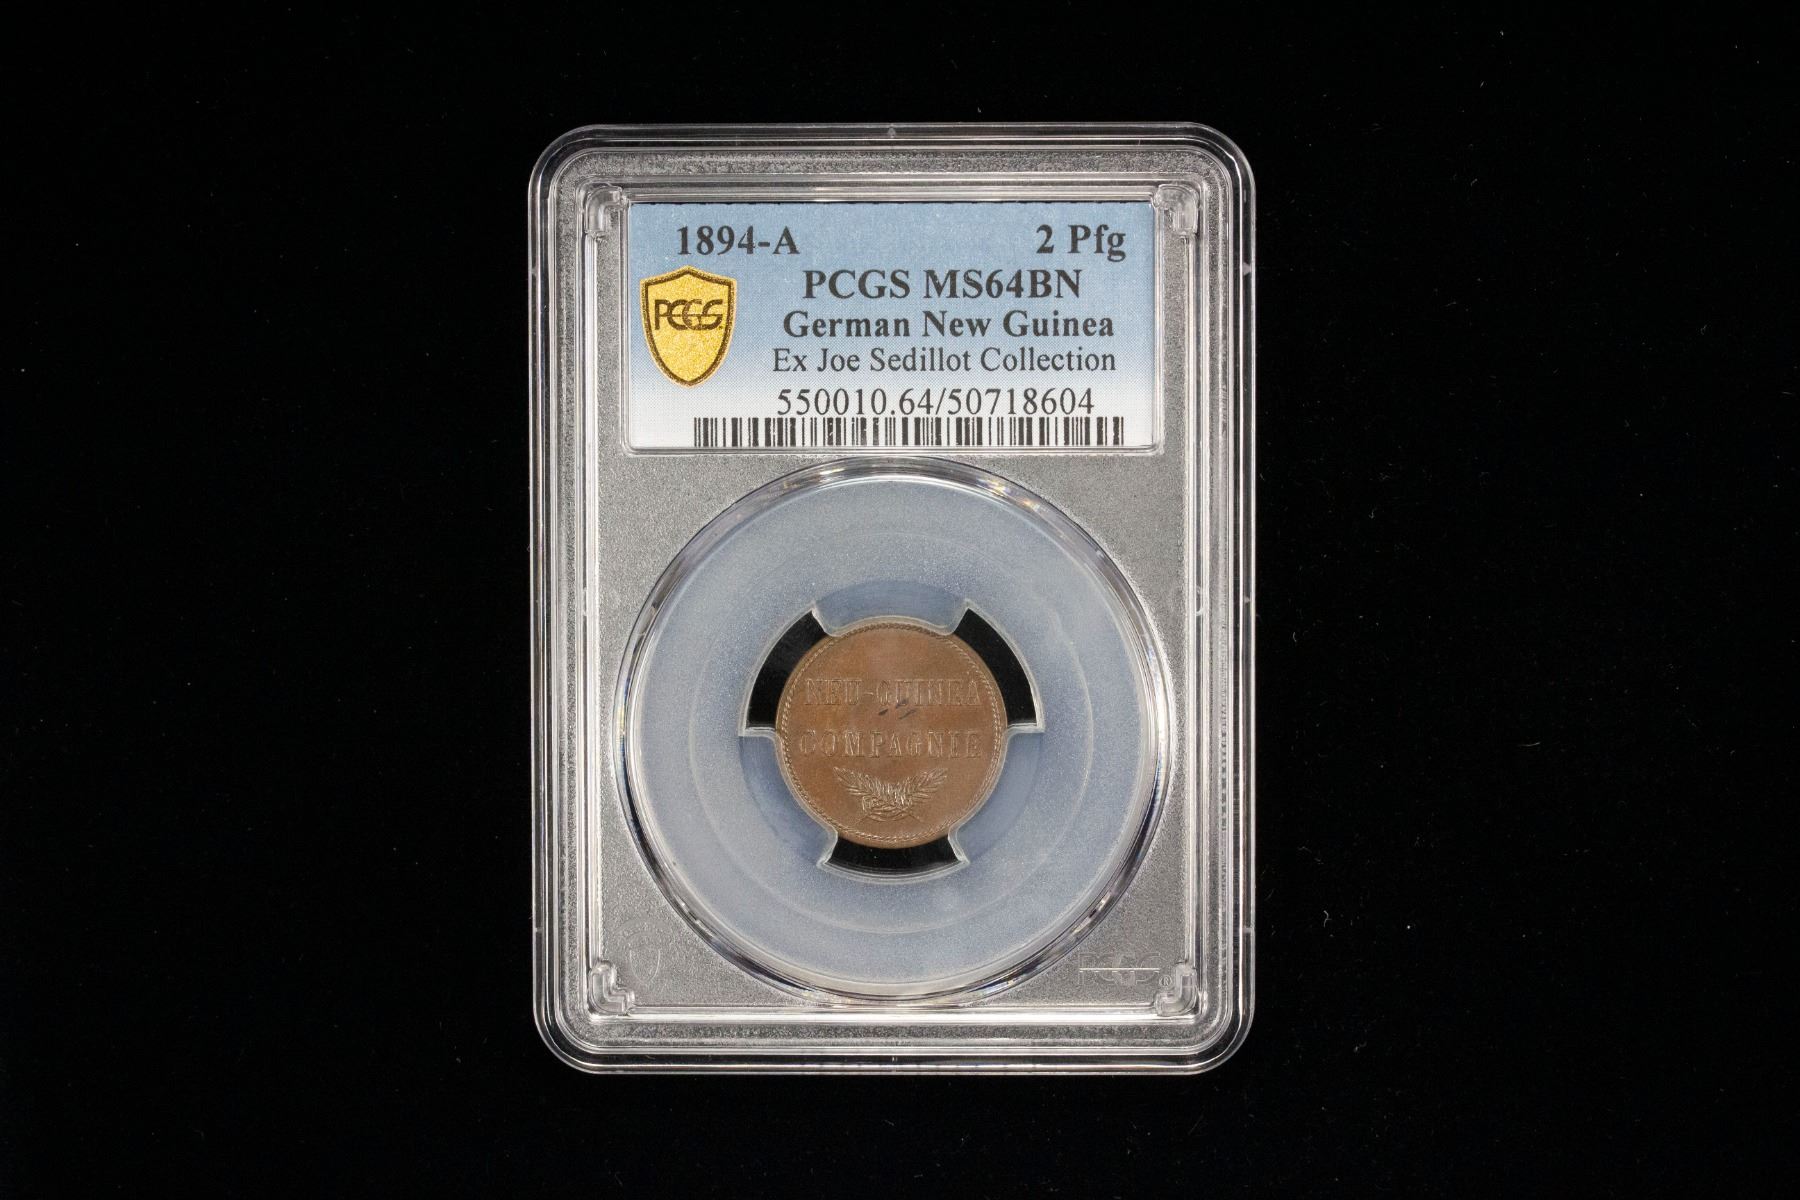 1894-A 2 Pfg
PCGS MS64BN
German New Guinea
Ex Joe Sedillot Collection
550010.64/50718604
PCGS
NEU-GUINEA
COMPAGNIE
PCGS®